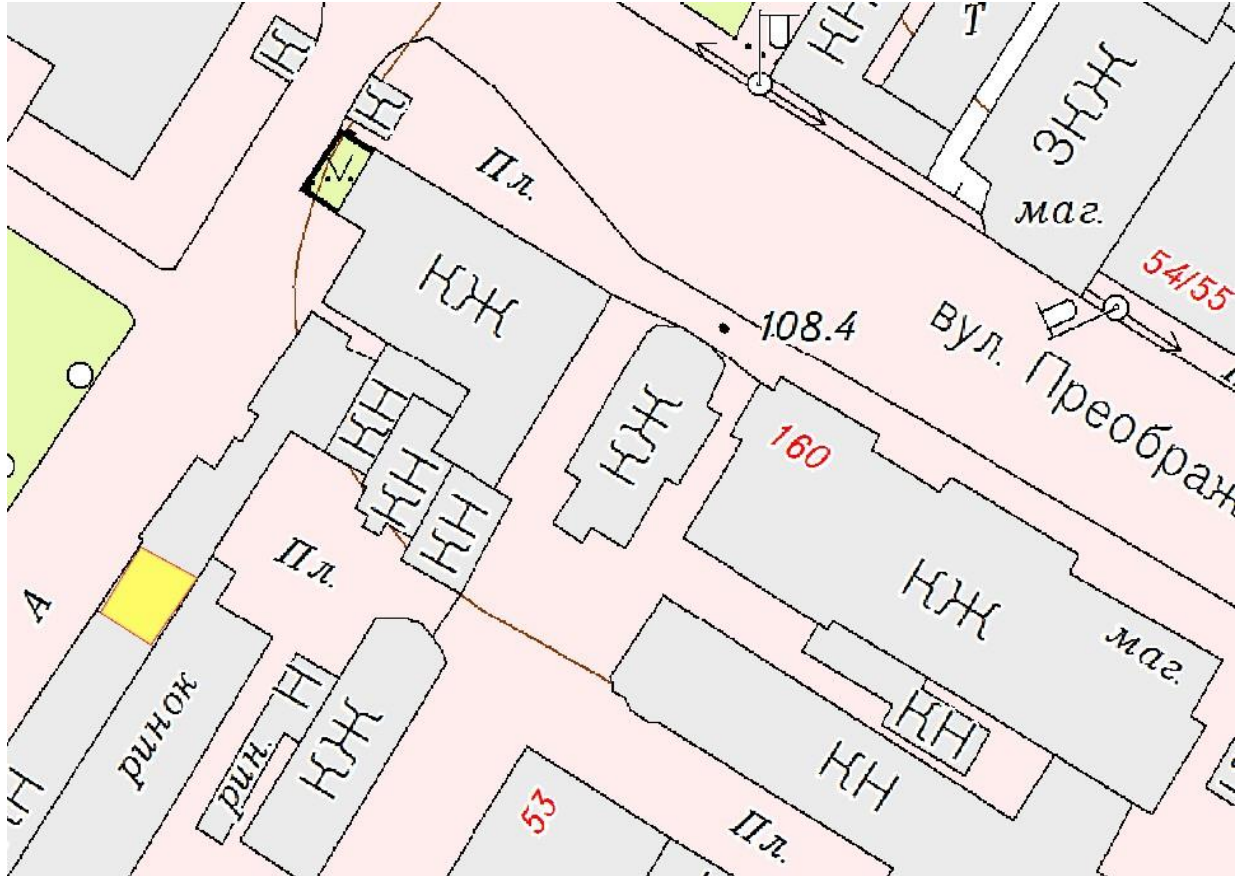 Т
КН
Н
Н
ЗКЖ
Пл.
маг.
54/55
КЖ
108.4
вул. Преображ
КН
КЖ
160
КН
КН
Пл.
КЖ
А
маг.
ринок
Н
КН
рин.
КЖ
КН
53
Пл.